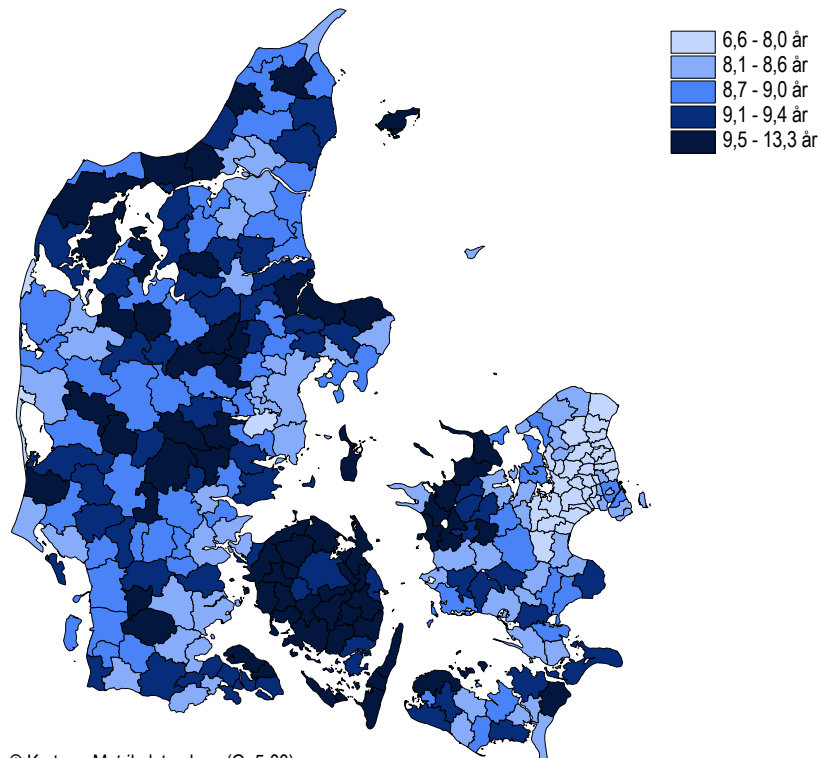 6,6 - 8,0 år
8,1 - 8,6 år
8,7 - 9,0 år
9,1 - 9,4 år
9,5 - 13,3 år